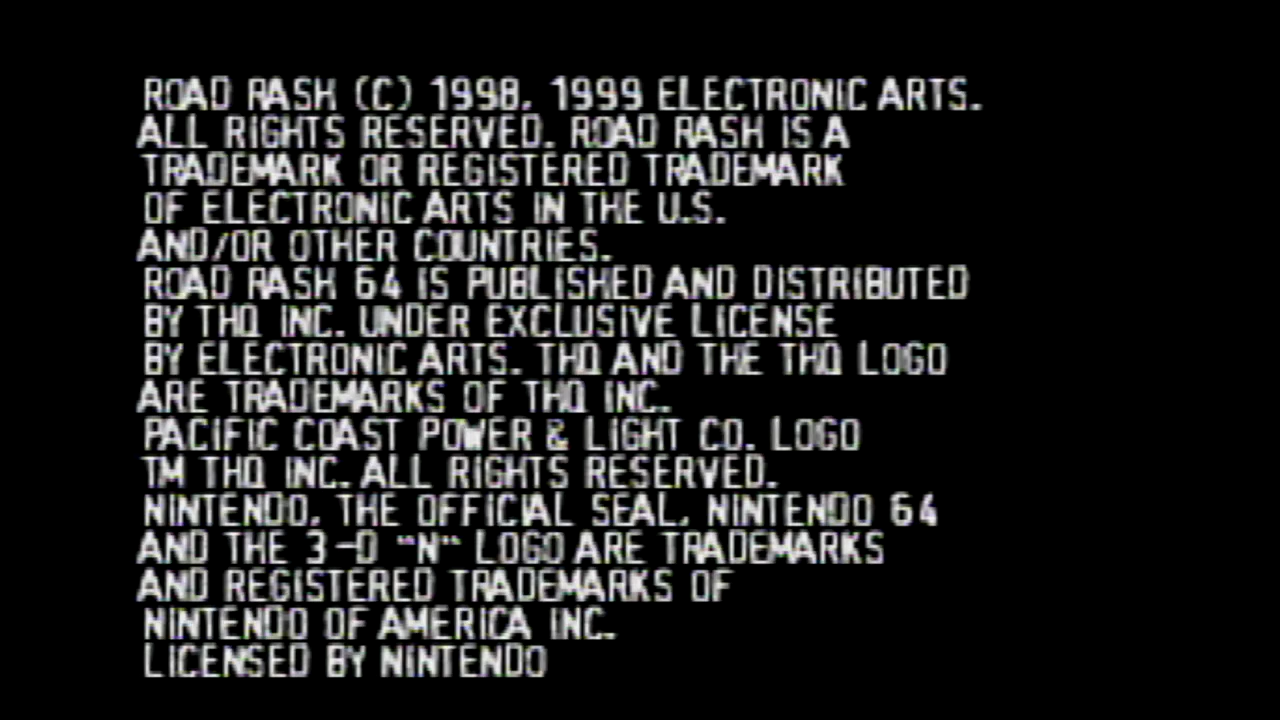 ROAD RASH (C) 1998, 1999 ELECTRONIC ARTS.
ALL RIGHTS RESERVED. ROAD RASH IS A
TRADEMARK OR REGISTERED TRADEMARK
OF ELECTRONIC ARTS IN THE U.S.
AND/OR OTHER COUNTRIES.
ROAD RASH 64 IS PUBLISHED AND DISTRIBUTED
BY THQ INC. UNDER EXCLUSIVE LICENSE
BY ELECTRONIC ARTS. THQ AND THE THQ LOGO
ARE TRADEMARKS OF THQ INC.
PACIFIC COAST POWER & LIGHT CO. LOGO
TM THQ INC. ALL RIGHTS RESERVED.
NINTENDO, THE OFFICIAL SEAL, NINTENDO 64
AND THE 3-D "N" LOGO ARE TRADEMARKS
AND REGISTERED TRADEMARKS OF
NINTENDO OF AMERICA INC.
LICENSED BY NINTENDO